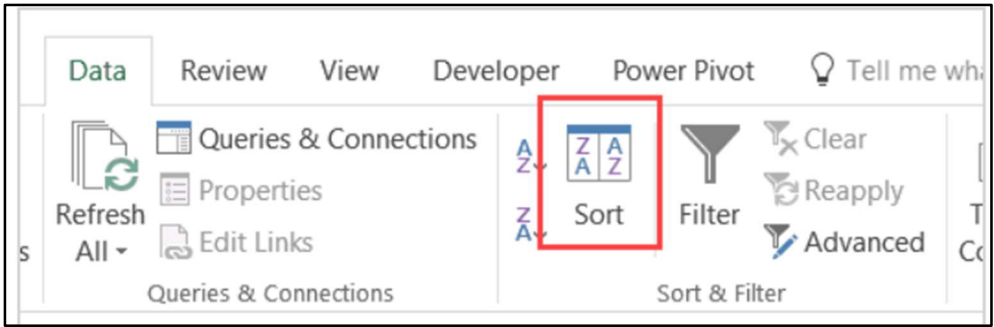 Data Review View Developer Power Pivot Tell me wha
Queries & Connections
Properties
Edit Links
Refresh
All
s
Queries & Connections
A
Z
Z
A
Z A
A Z
Sort
Filter
Clear
Reapply
Advanced
Sort & Filter
T
Co